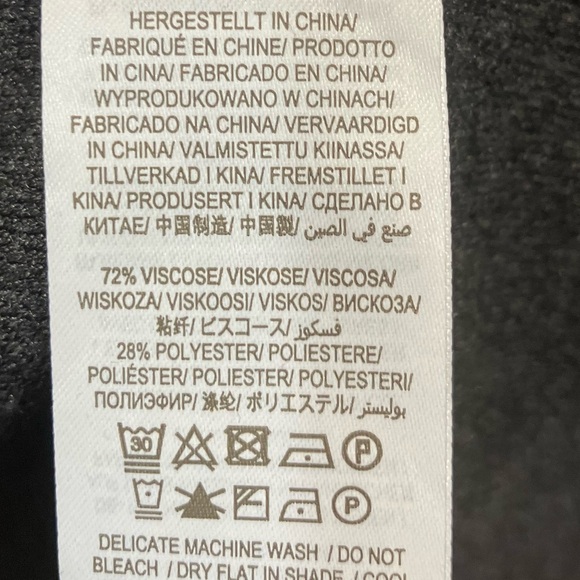 HERGESTELLT IN CHINA/
FABRIQUÉ EN CHINE/ PRODOTTO
IN CINA/ FABRICADO EN CHINA/
WYPRODUKOWANO W CHINACH/
FABRICADO NA CHINA/ VERVAARDIGD
IN CHINA/ VALMISTETTU KIINASSA/
TILLVERKAD I KINA/ FREMSTILLET I
KINA/ PRODUSERT I KINA/ СДЕЛАНО В
КИТАЕ/ 中国制造/ 中国製/ صنع في الصين/
72% VISCOSE/ VISKOSE/ VISCOSA/
WISKOZA/ VISKOOSI/ VISKOS/ ВИСКОЗА/
粘纤/ ビスコース/ فسكوز/
28% POLYESTER/ POLIESTERE/
POLIÉSTER/ POLIESTER/ POLYESTERI/
ПОЛИЭФИР/ 涤纶/ ポリエステル/ بوليستر/
30 P
P
DELICATE MACHINE WASH / DO NOT
BLEACH / DRY FLAT IN SHADE / COOL